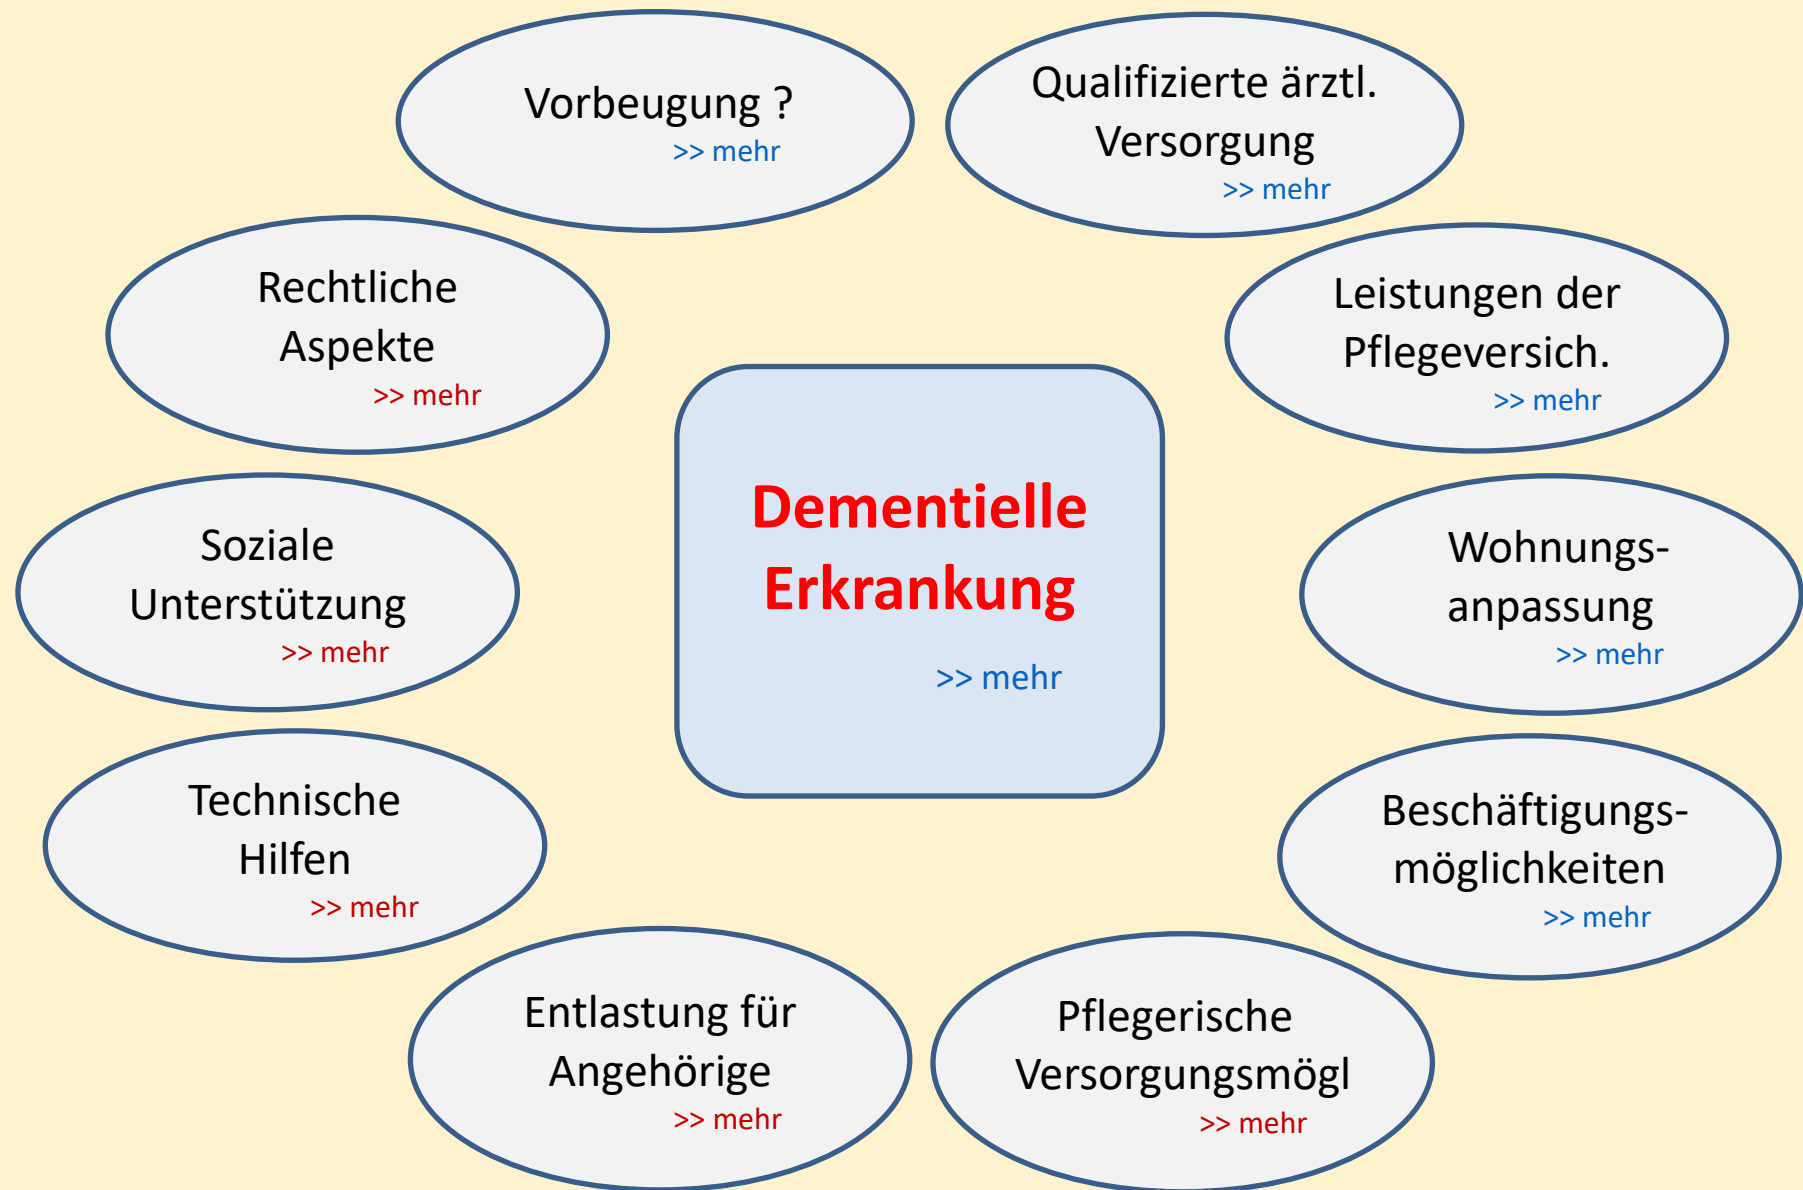 Vorbeugung ?
>> mehr
Qualifizierte ärztl.
Versorgung
>> mehr
Rechtliche
Aspekte
>> mehr
Leistungen der
Pflegeversich.
>> mehr
Dementielle
Erkrankung
>> mehr
Soziale
Unterstützung
>> mehr
Wohnungs-
anpassung
>> mehr
Technische
Hilfen
>> mehr
Beschäftigungs-
möglichkeiten
>> mehr
Entlastung für
Angehörige
>> mehr
Pflegerische
Versorgungsmögl
>> mehr